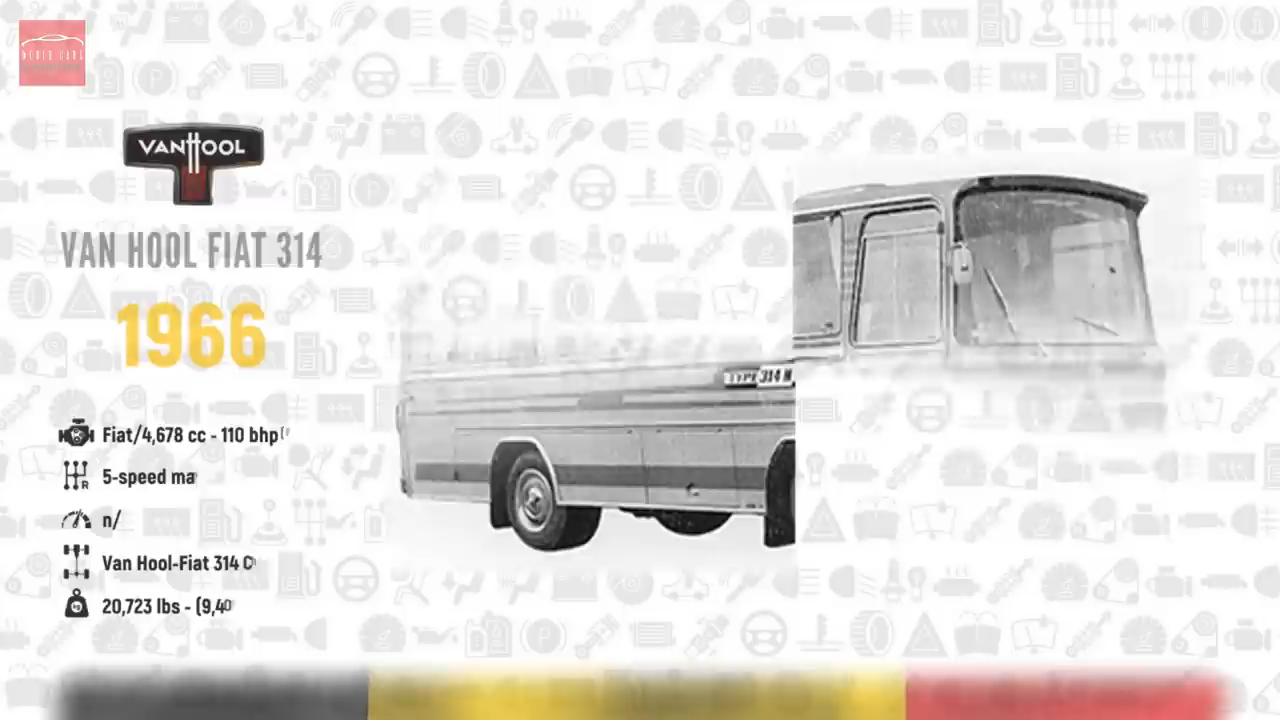 VANHOOL
VAN HOOL FIAT 314
1966
Fiat/4,678 cc - 110 bhp
5-speed ma
R
n/
Van Hool-Fiat 314
20,723 lbs - (9,4
TYPE 314